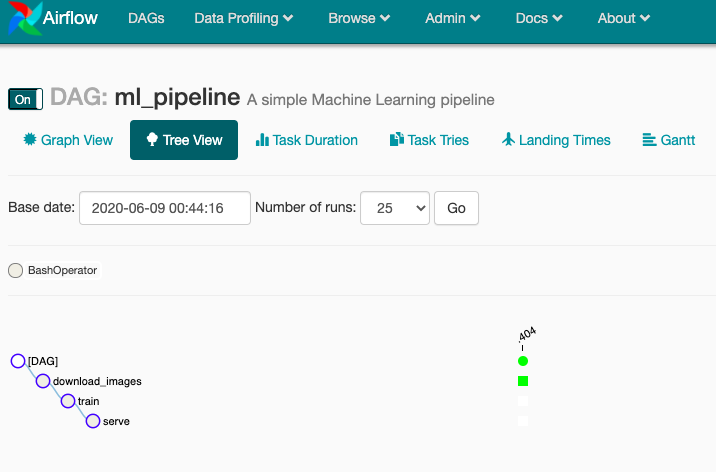 Airflow DAGs Data Profiling Browse Admin Docs About
On DAG: ml_pipeline A simple Machine Learning pipeline
Graph View Tree View Task Duration Task Tries Landing Times Gantt
Base date: 2020-06-09 00:44:16 Number of runs: 25 Go
BashOperator
.404
[DAG]
download_images
train
serve